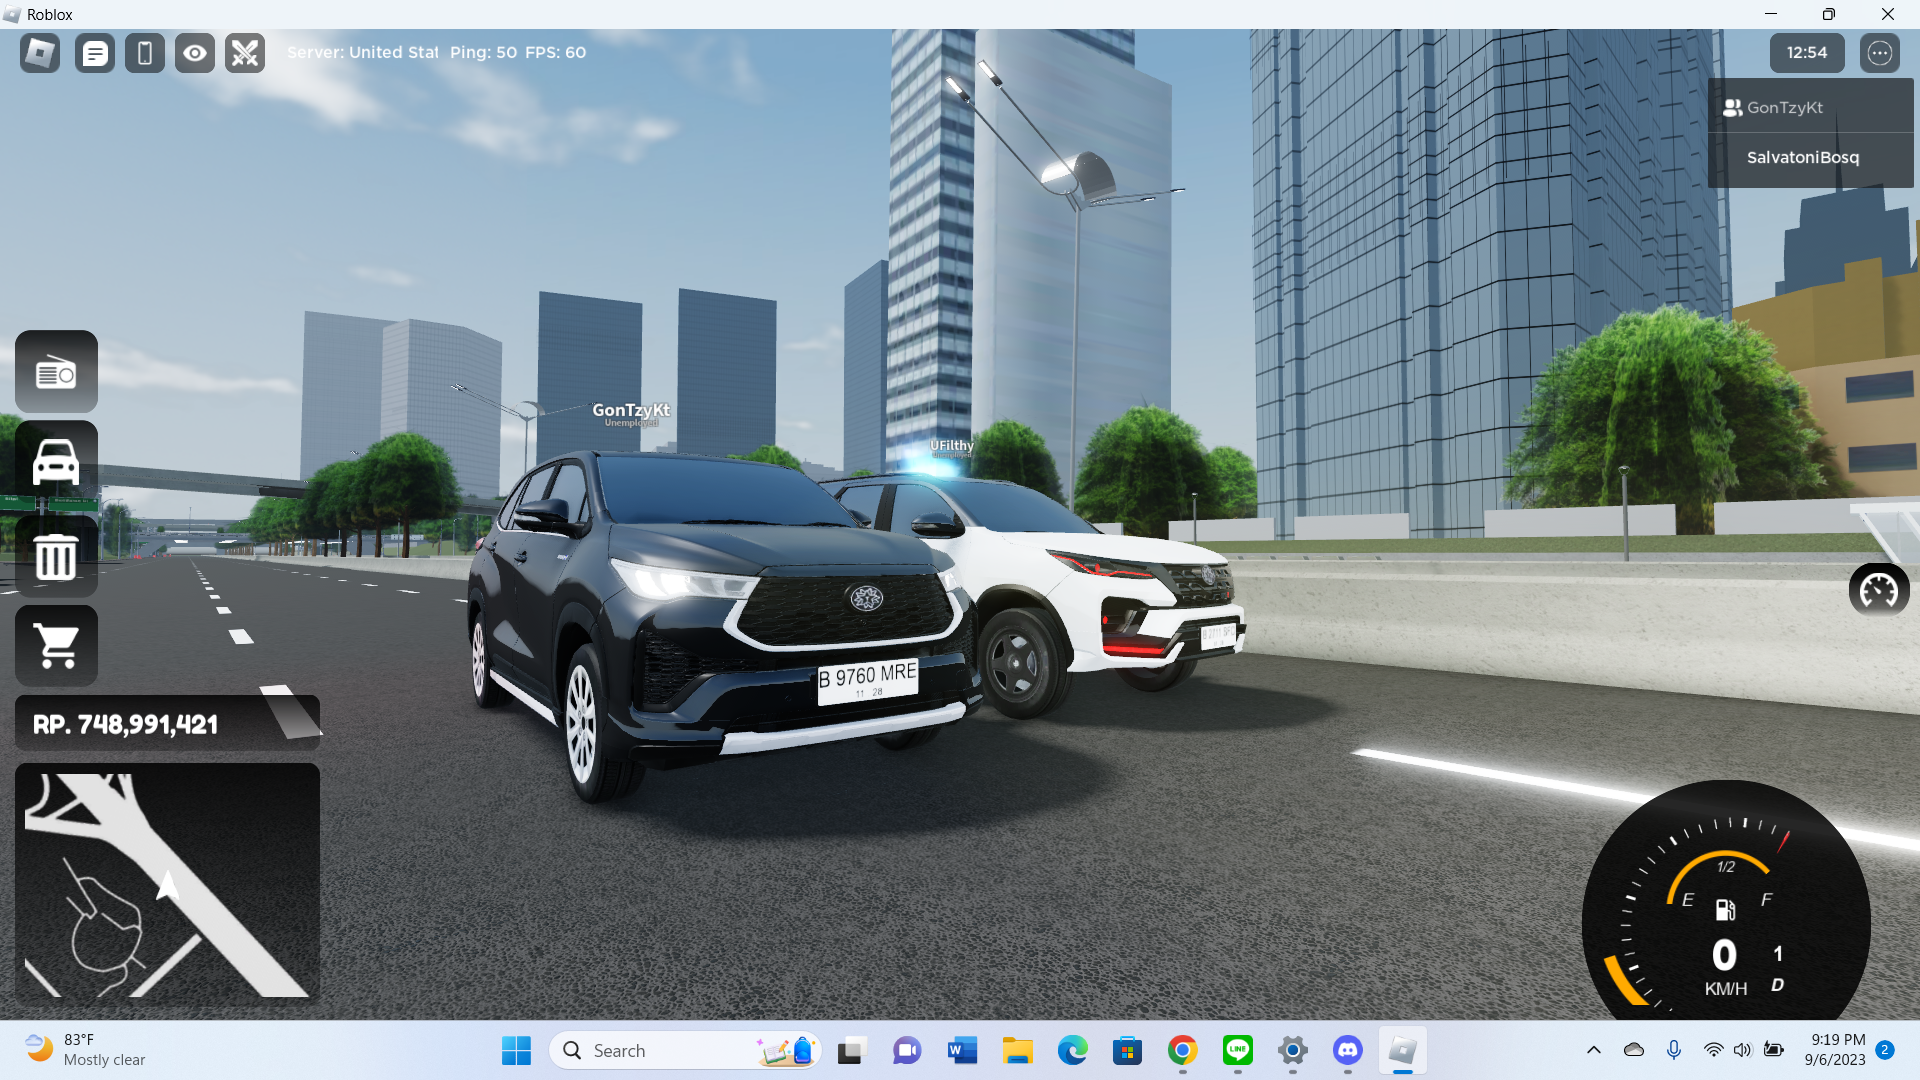 Roblox
Server: United Stat Ping: 50 FPS: 60
12:54
GonTzyKt
SalvatoniBosq
GonTzyKt
Unemployed
UFilthy
Unemployed
B 9760 MRE
11 28
RP. 748,991,421
1/2
E F
0 1
KM/H D
83°F
Mostly clear
Search
W
LINE
9:19 PM
9/6/2023
2